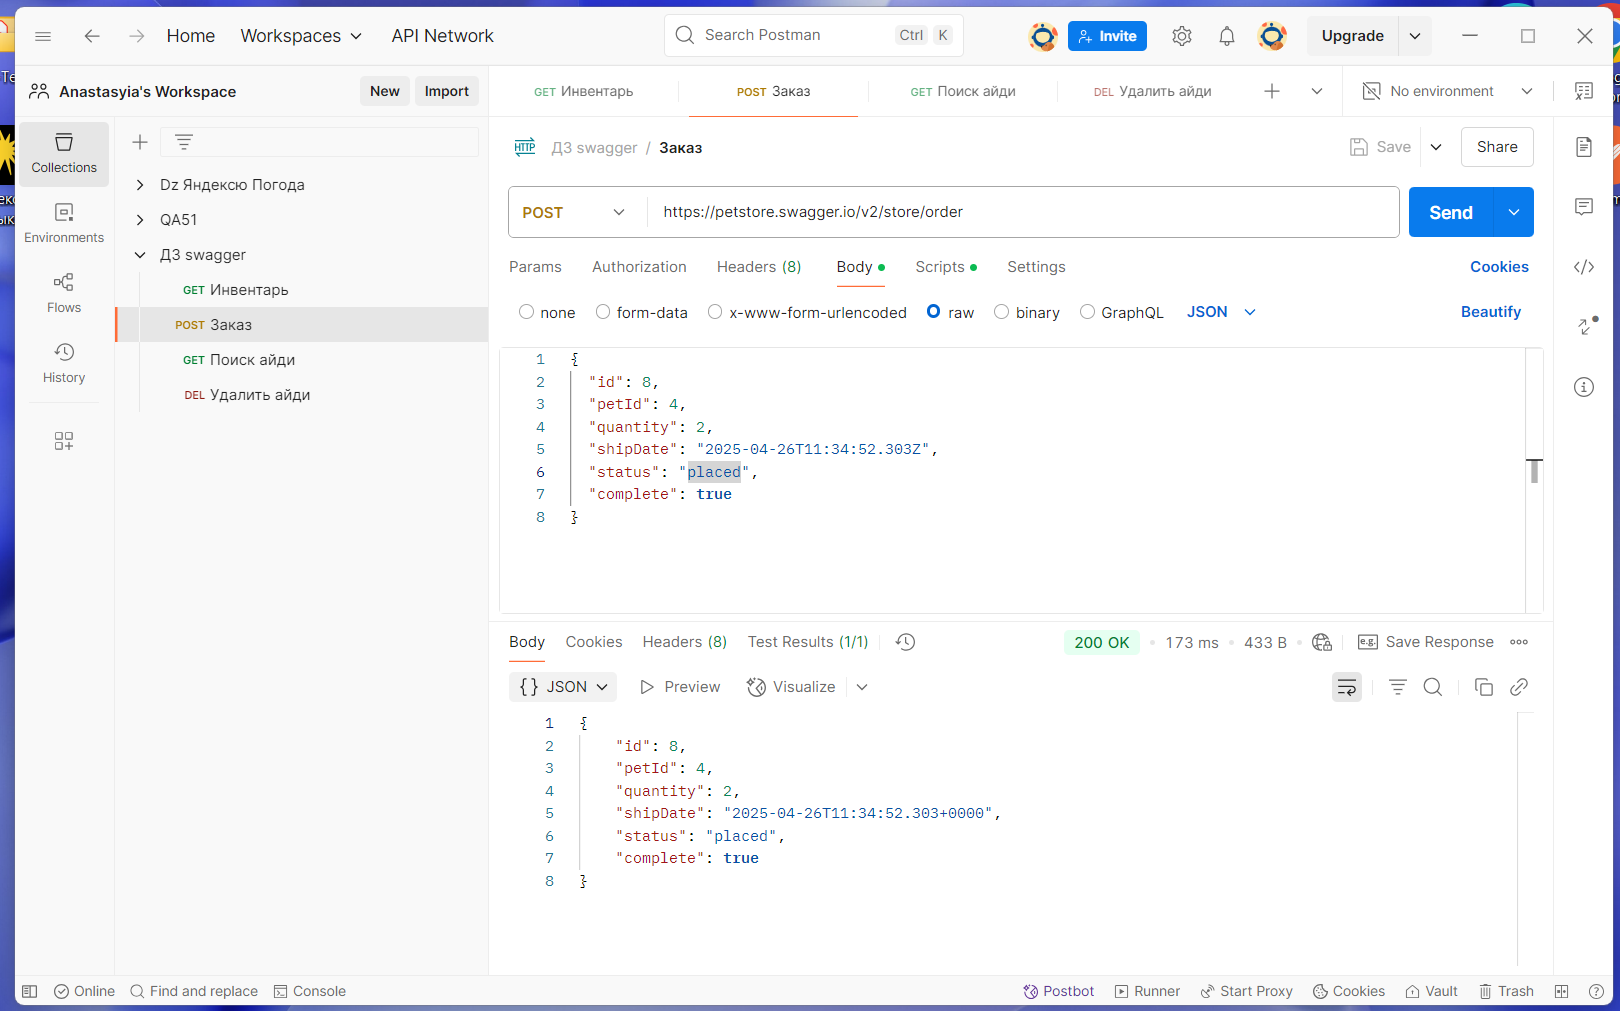 Home Workspaces API Network Search Postman Ctrl K Invite Upgrade
Anastasyia's Workspace New Import
GET Инвентарь POST Заказ GET Поиск айди DEL Удалить айди No environment
Collections
Environments
Flows
History
Dz Яндексю Погода
QA51
ДЗ swagger
GET Инвентарь
POST Заказ
GET Поиск айди
DEL Удалить айди
HTTP ДЗ swagger / Заказ Save Share
POST https://petstore.swagger.io/v2/store/order Send
Params Authorization Headers (8) Body Scripts Settings Cookies
none form-data x-www-form-urlencoded raw binary GraphQL JSON Beautify
1 {
2 "id": 8,
3 "petId": 4,
4 "quantity": 2,
5 "shipDate": "2025-04-26T11:34:52.303Z",
6 "status": "placed",
7 "complete": true
8 }
Body Cookies Headers (8) Test Results (1/1) 200 OK 173 ms 433 B e.g. Save Response
{} JSON Preview Visualize
1 {
2 "id": 8,
3 "petId": 4,
4 "quantity": 2,
5 "shipDate": "2025-04-26T11:34:52.303+0000",
6 "status": "placed",
7 "complete": true
8 }
Online Find and replace Console Postbot Runner Start Proxy Cookies Vault Trash